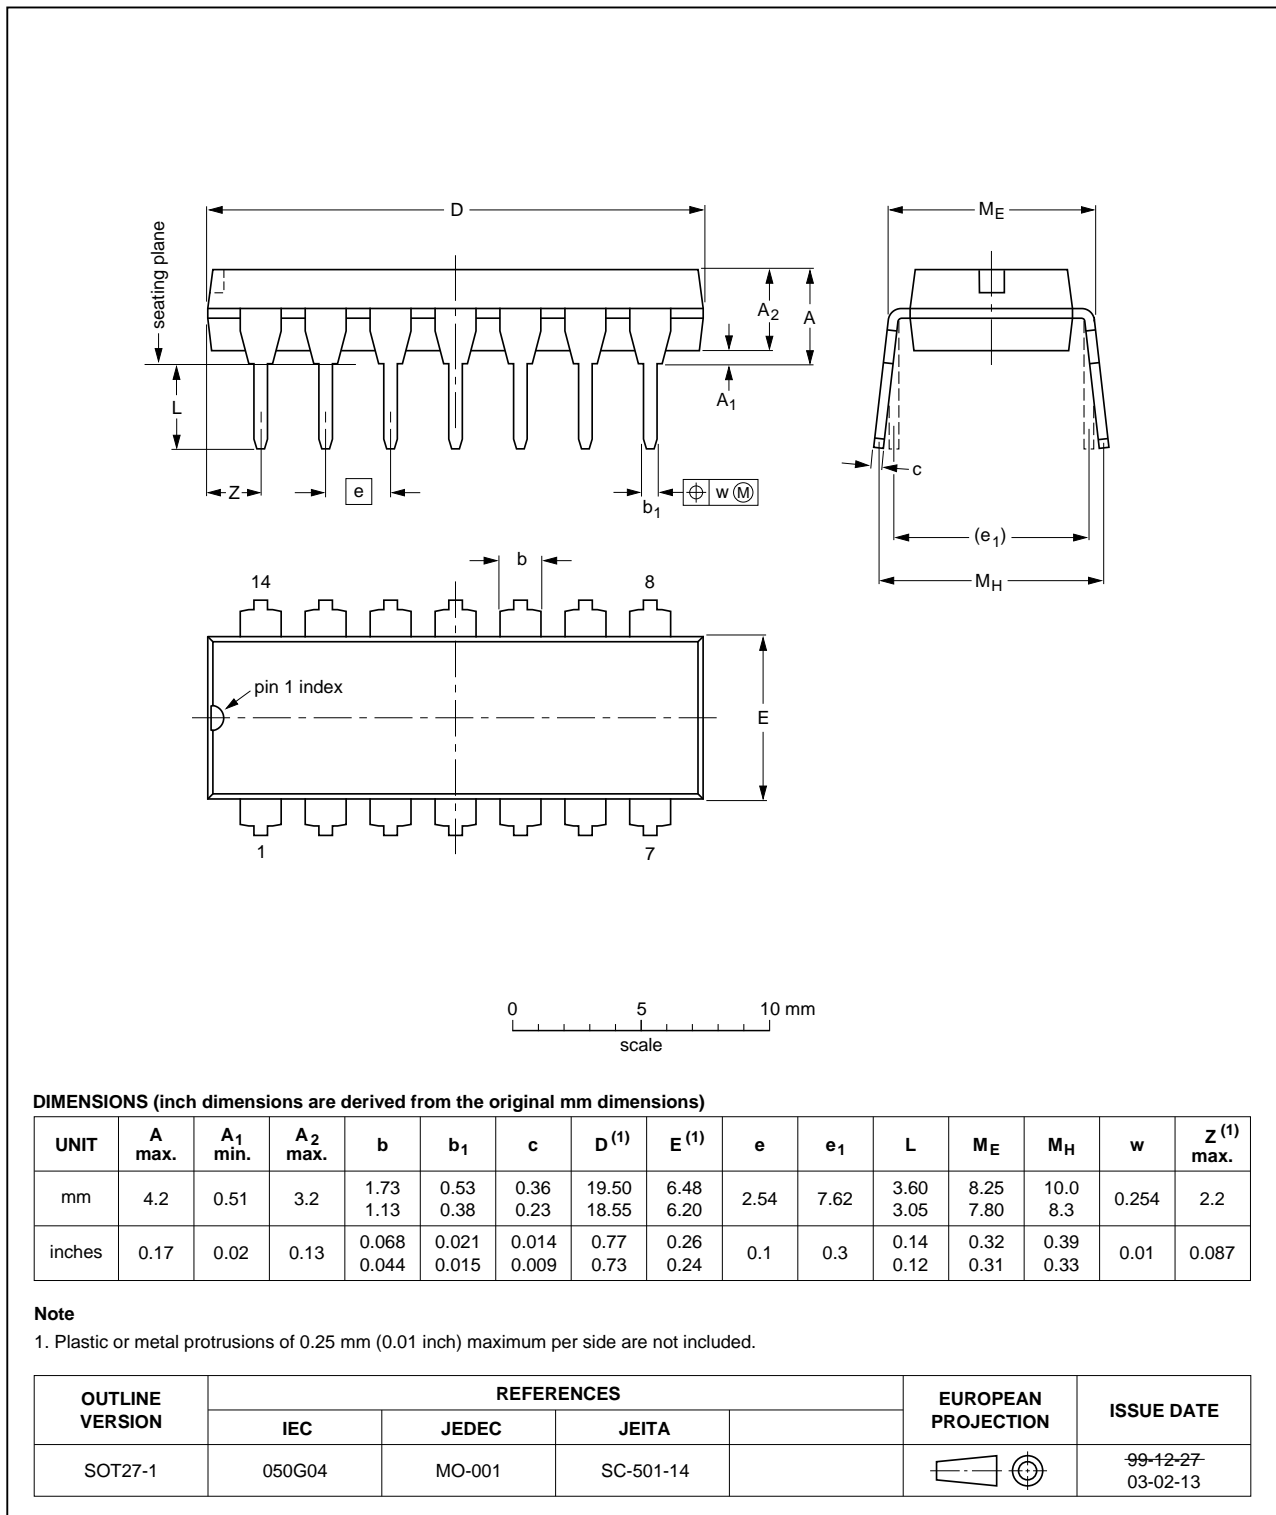 D
ME
seating plane
A2
A
A1
L
c
Z
e
b1
w M
(e1)
MH
b
14
8
pin 1 index
E
1
7
0 5 10 mm
scale
DIMENSIONS (inch dimensions are derived from the original mm dimensions)
UNIT A max. A1 min. A2 max. b b1 c D(1) E(1) e e1 L ME MH w Z(1) max.
mm 4.2 0.51 3.2 1.73 1.13 0.53 0.38 0.36 0.23 19.50 18.55 6.48 6.20 2.54 7.62 3.60 3.05 8.25 7.80 10.0 8.3 0.254 2.2
inches 0.17 0.02 0.13 0.068 0.044 0.021 0.015 0.014 0.009 0.77 0.73 0.26 0.24 0.1 0.3 0.14 0.12 0.32 0.31 0.39 0.33 0.01 0.087
Note
1. Plastic or metal protrusions of 0.25 mm (0.01 inch) maximum per side are not included.
OUTLINE VERSION REFERENCES EUROPEAN PROJECTION ISSUE DATE
IEC JEDEC JEITA
SOT27-1 050G04 MO-001 SC-501-14 99-12-27
03-02-13